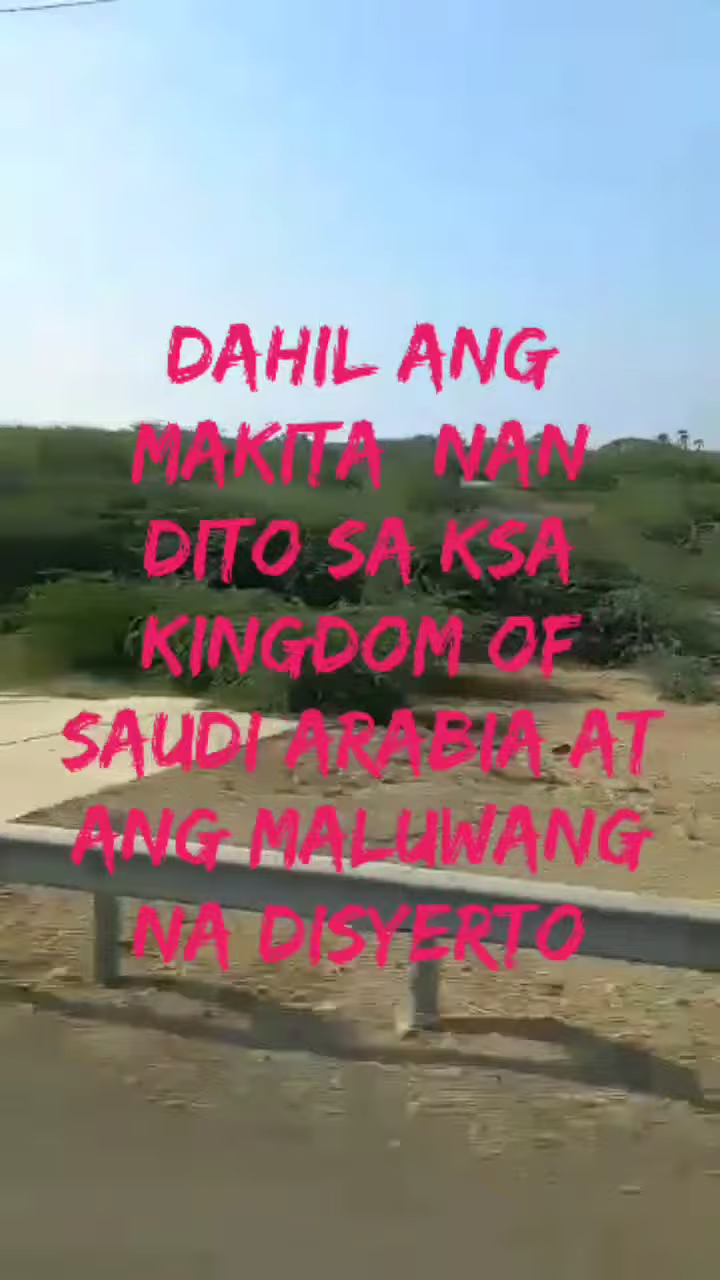 DAHIL ANG
MAKITA NAN
DITO SA KSA
KINGDOM OF
SAUDI ARABIA AT
ANG MALUWANG
NA DISYERTO